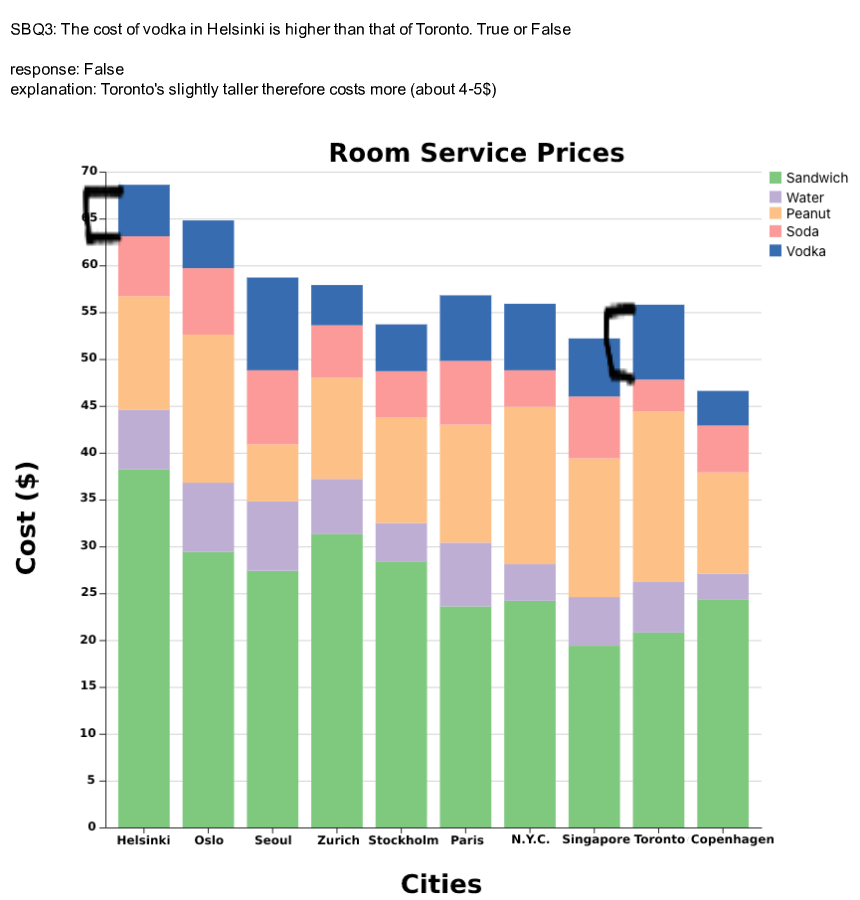 SBQ3: The cost of vodka in Helsinki is higher than that of Toronto. True or False
response: False
explanation: Toronto's slightly taller therefore costs more (about 4-5$)
Room Service Prices
Sandwich
Water
Peanut
Soda
Vodka
70
65
60
55
50
45
40
35
30
25
20
15
10
5
0
Cost ($)
Helsinki Oslo Seoul Zurich Stockholm Paris N.Y.C. Singapore Toronto Copenhagen
Cities